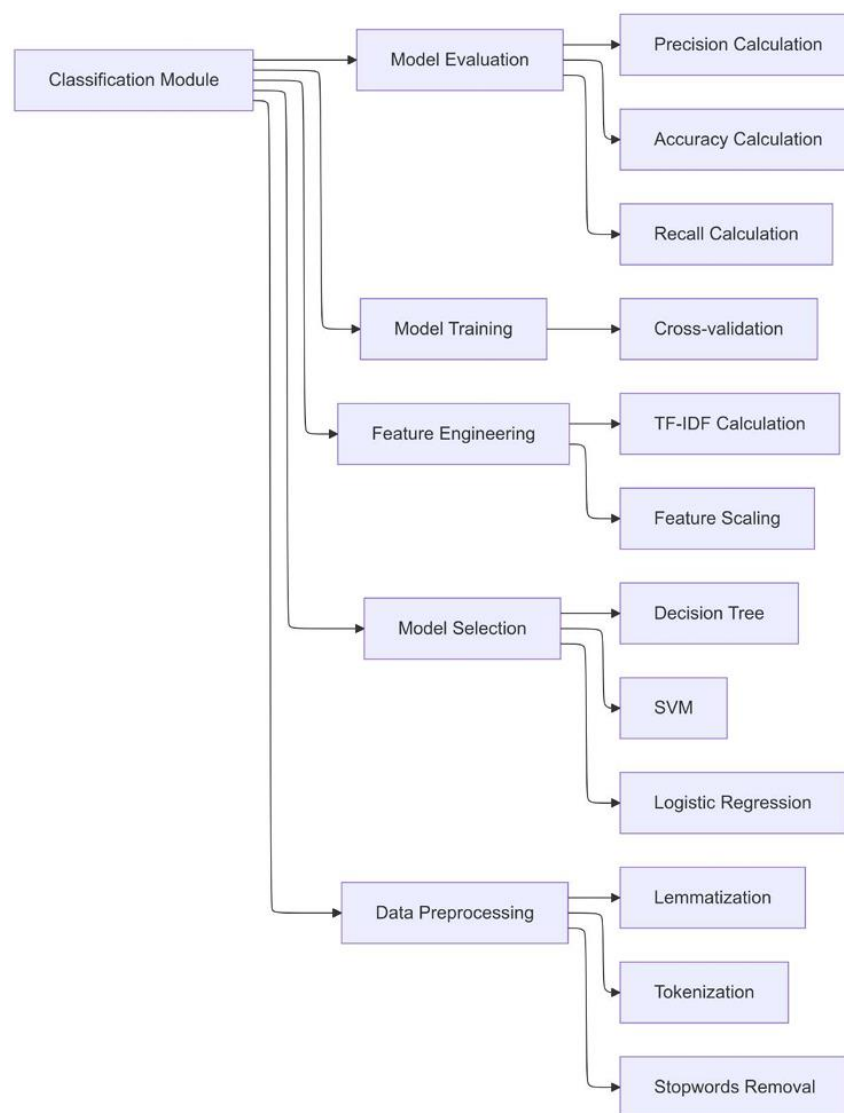 Classification Module
Model Evaluation
Precision Calculation
Accuracy Calculation
Recall Calculation
Model Training
Cross-validation
Feature Engineering
TF-IDF Calculation
Feature Scaling
Model Selection
Decision Tree
SVM
Logistic Regression
Data Preprocessing
Lemmatization
Tokenization
Stopwords Removal